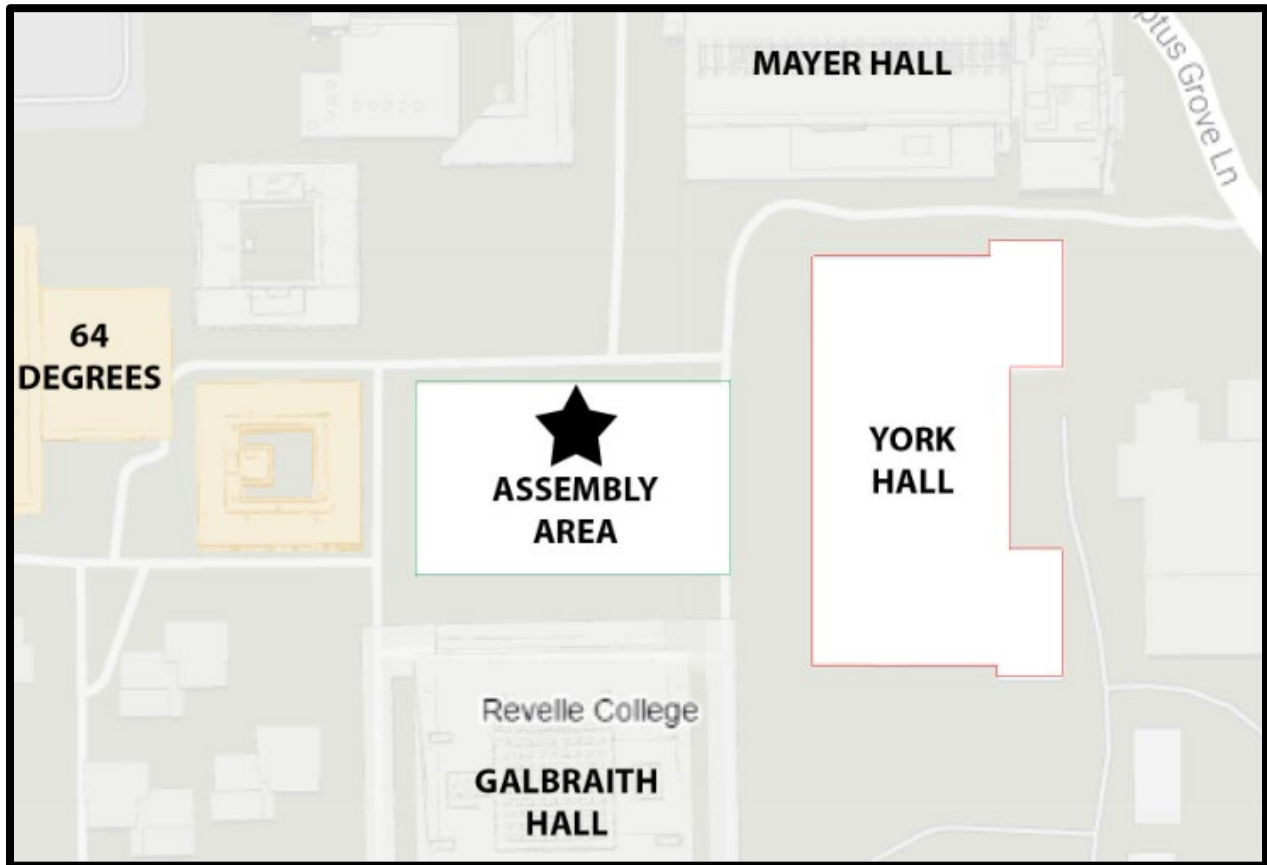 MAYER HALL
ptus Grove Ln
64
DEGREES
YORK
HALL
ASSEMBLY
AREA
Revelle College
GALBRAITH
HALL